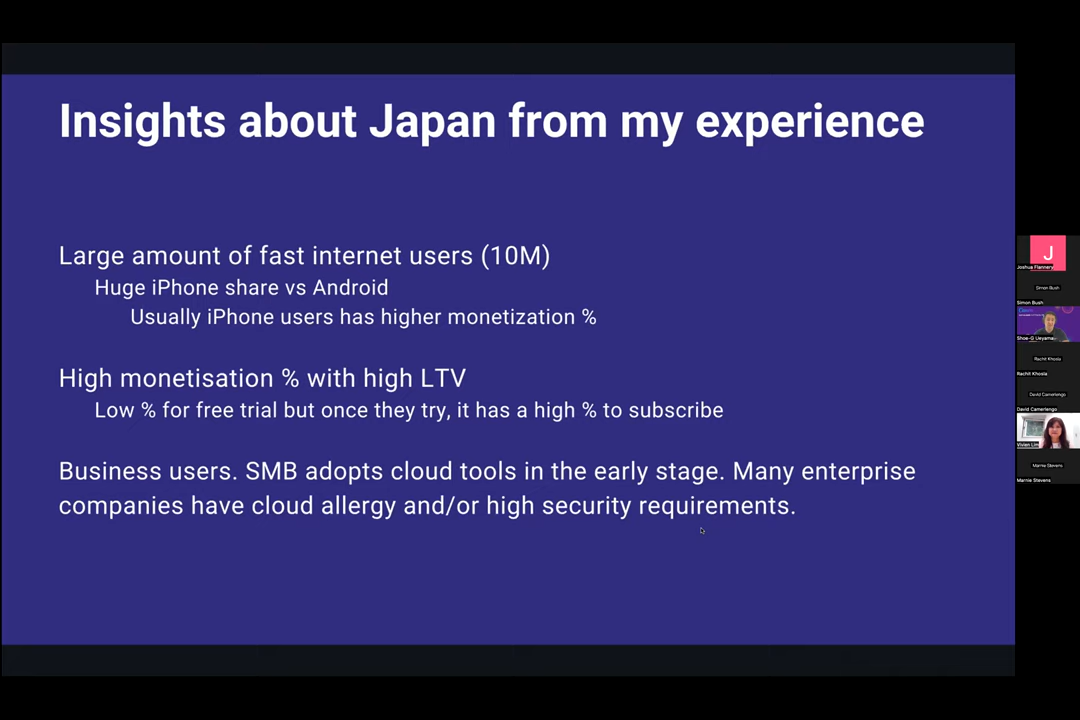 Insights about Japan from my experience
Large amount of fast internet users (10M)
Huge iPhone share vs Android
Usually iPhone users has higher monetization %
High monetisation % with high LTV
Low % for free trial but once they try, it has a high % to subscribe
Business users. SMB adopts cloud tools in the early stage. Many enterprise
companies have cloud allergy and/or high security requirements.
J
Joshua Flannery
Simon Bush
Simon Bush
Shoe-G Ueyama
Rachit Khosla
Rachit Khosla
David Camerlengo
David Camerlengo
Vivian Lim
Marnie Stevens
Marnie Stevens